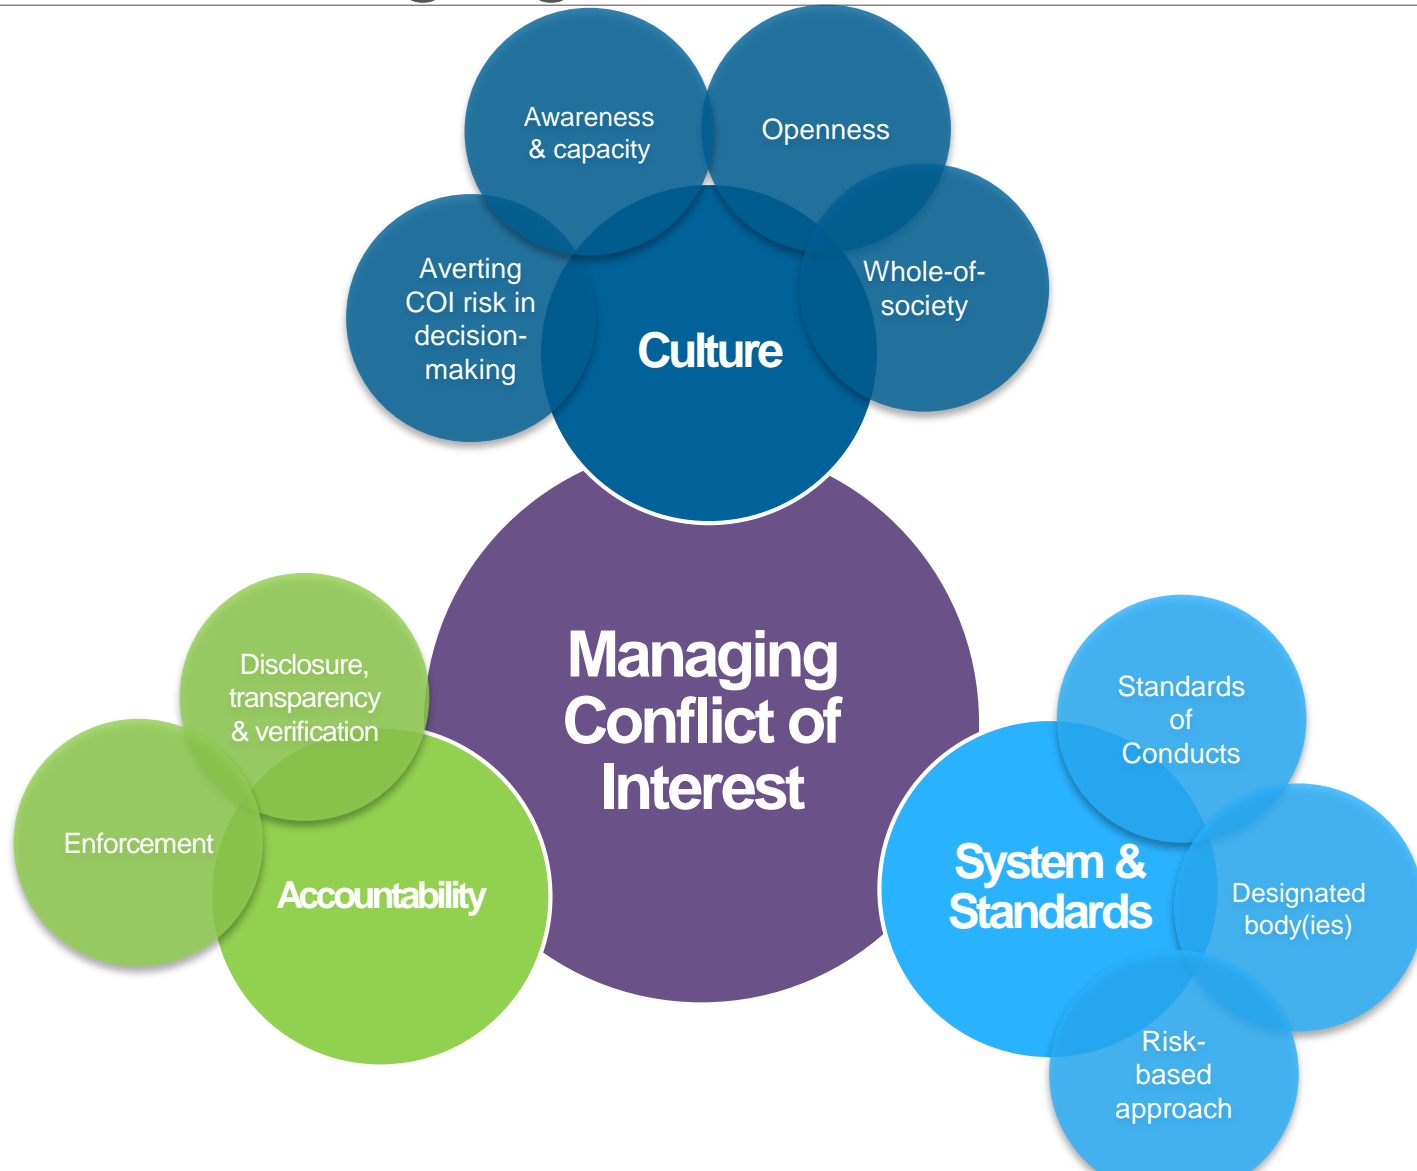 Awareness
& capacity
Openness
Averting
COI risk in
decision-
making
Whole-of-
society
Culture
Managing
Conflict of
Interest
Disclosure,
transparency
& verification
Enforcement
Accountability
Standards
of
Conducts
System &
Standards
Designated
body(ies)
Risk-
based
approach